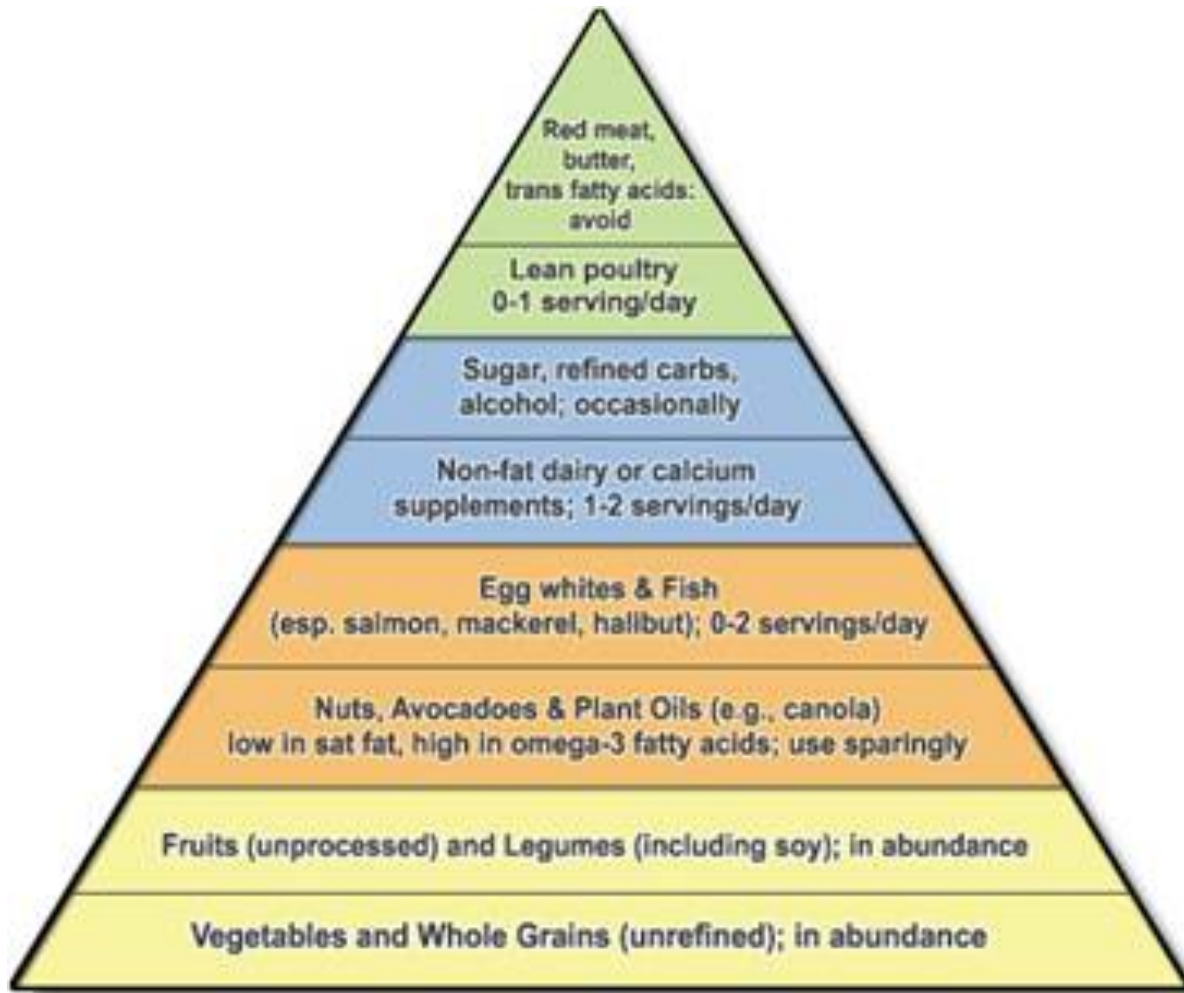 Red meat,
butter,
trans fatty acids:
avoid
Lean poultry
0-1 serving/day
Sugar, refined carbs,
alcohol; occasionally
Non-fat dairy or calcium
supplements; 1-2 servings/day
Egg whites & Fish
(esp. salmon, mackerel, halibut); 0-2 servings/day
Nuts, Avocadoes & Plant Oils (e.g., canola)
low in sat fat, high in omega-3 fatty acids; use sparingly
Fruits (unprocessed) and Legumes (including soy); in abundance
Vegetables and Whole Grains (unrefined); in abundance